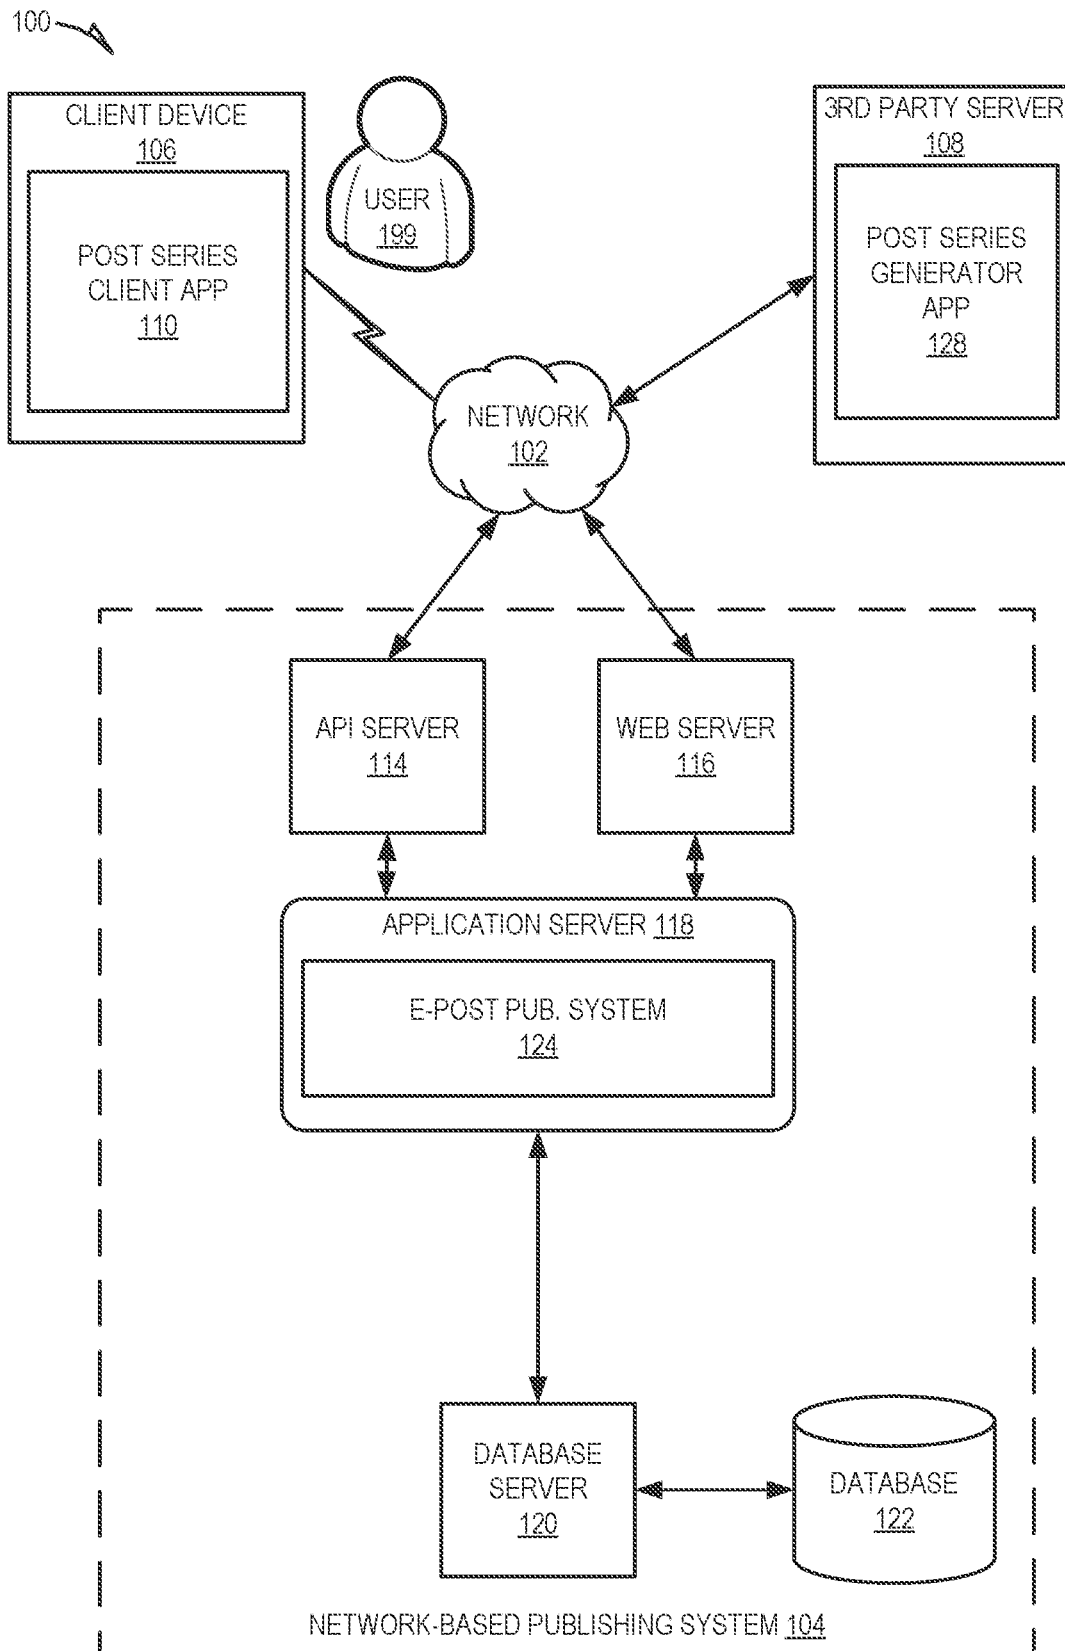 100
CLIENT DEVICE
106
POST SERIES
CLIENT APP
110
USER
199
3RD PARTY SERVER
108
POST SERIES
GENERATOR
APP
128
NETWORK
102
API SERVER
114
WEB SERVER
116
APPLICATION SERVER 118
E-POST PUB. SYSTEM
124
DATABASE
SERVER
120
DATABASE
122
NETWORK-BASED PUBLISHING SYSTEM 104